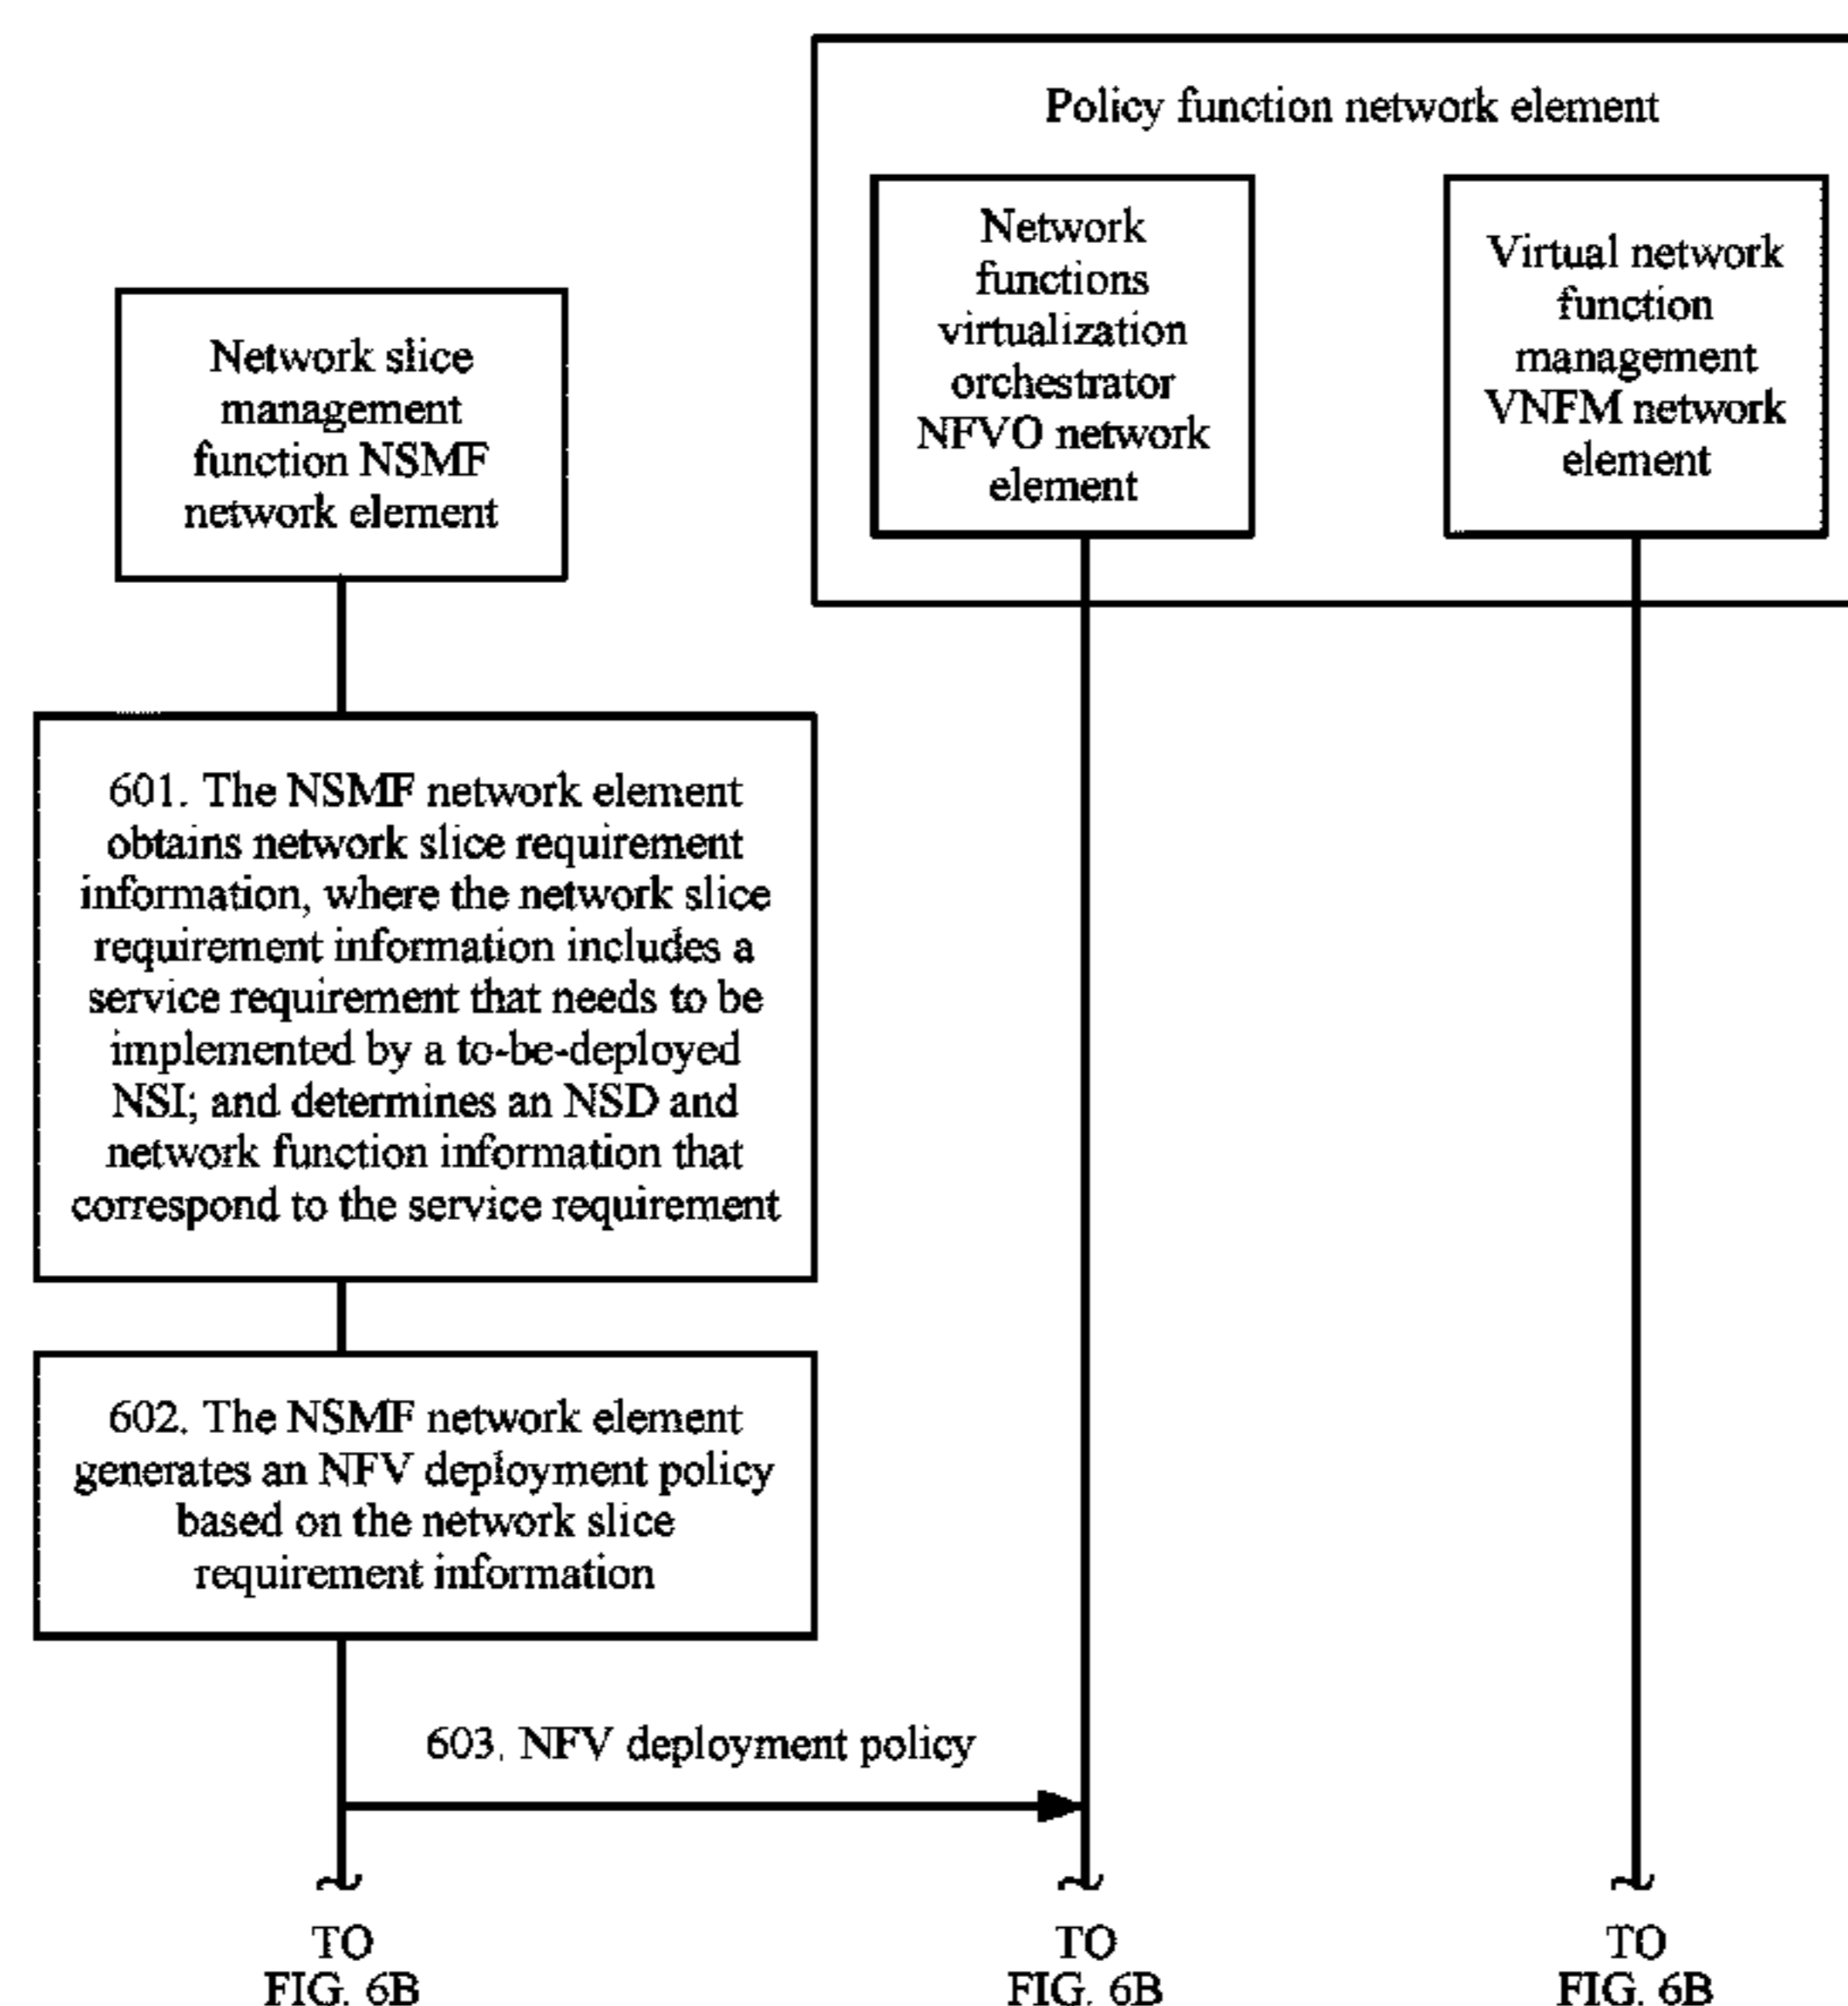 Policy function network element
Network
functions
virtualization
orchestrator
NFVO network
element
Virtual network
function
management
VNFM network
element
Network slice
management
function NSMF
network element
601. The NSMF network element
obtains network slice requirement
information, where the network slice
requirement information includes a
service requirement that needs to be
implemented by a to-be-deployed
NSI; and determines an NSD and
network function information that
correspond to the service requirement
602. The NSMF network element
generates an NFV deployment policy
based on the network slice
requirement information
603. NFV deployment policy
TO
FIG. 6B
TO
FIG. 6B
TO
FIG. 6B